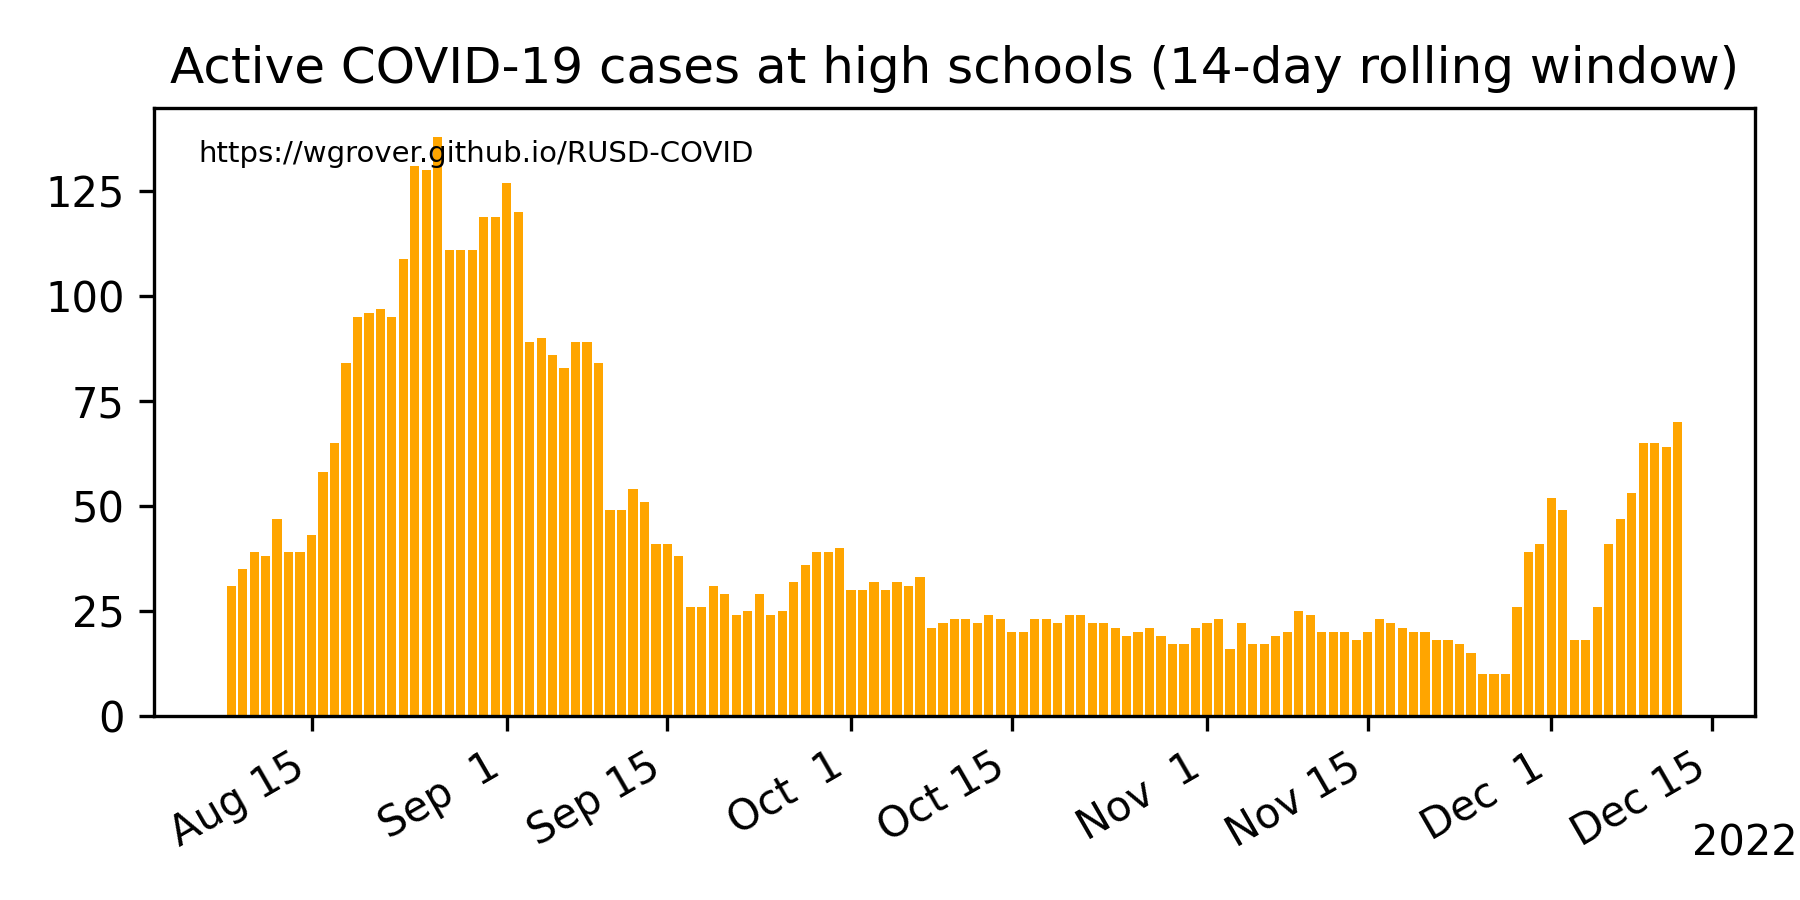 Active COVID-19 cases at high schools (14-day rolling window)
https://wgrover.github.io/RUSD-COVID
125
100
75
50
25
0
Aug 15
Sep 1
Sep 15
Oct 1
Oct 15
Nov 1
Nov 15
Dec 1
Dec 15
2022